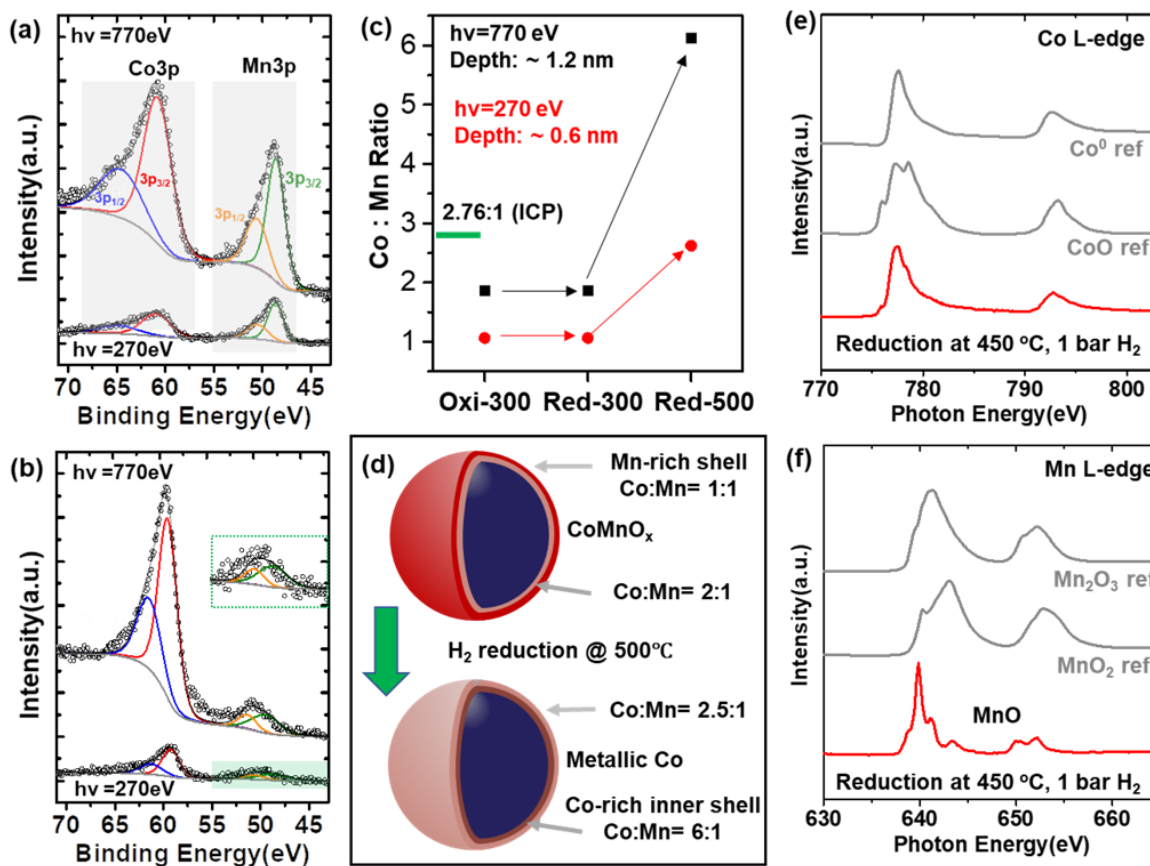 (a)
hν =770eV
Co3p
Mn3p
3p1/2
3p3/2
3p1/2
3p3/2
hν =270eV
Intensity(a.u.)
70 65 60 55 50 45
Binding Energy(eV)
(b)
hν =770eV
hν =270eV
Intensity(a.u.)
70 65 60 55 50 45
Binding Energy(eV)
(c)
hν=770 eV
Depth: ~ 1.2 nm
hν=270 eV
Depth: ~ 0.6 nm
2.76:1 (ICP)
Co : Mn Ratio
6
5
4
3
2
1
Oxi-300 Red-300 Red-500
(d)
Mn-rich shell
Co:Mn= 1:1
CoMnOx
Co:Mn= 2:1
H2 reduction @ 500℃
Co:Mn= 2.5:1
Metallic Co
Co-rich inner shell
Co:Mn= 6:1
(e)
Co L-edge
Co0 ref
CoO ref
Reduction at 450 oC, 1 bar H2
Intensity(a.u.)
770 780 790 800
Photon Energy(eV)
(f)
Mn L-edge
Mn2O3 ref
MnO2 ref
MnO
Reduction at 450 oC, 1 bar H2
Intensity(a.u.)
630 640 650 660
Photon Energy(eV)